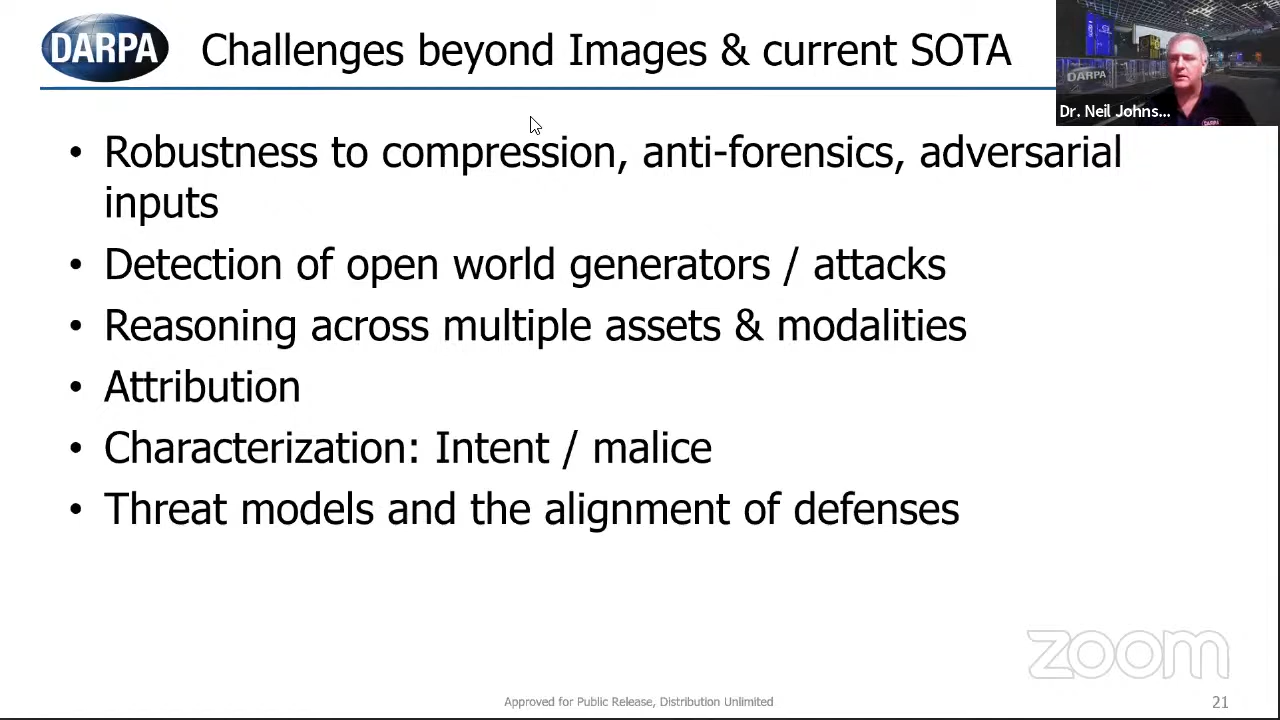 DARPA
Challenges beyond Images & current SOTA
DARPA
Dr. Neil Johns...
• Robustness to compression, anti-forensics, adversarial
inputs
• Detection of open world generators / attacks
• Reasoning across multiple assets & modalities
• Attribution
• Characterization: Intent / malice
• Threat models and the alignment of defenses
zoom
Approved for Public Release, Distribution Unlimited
21